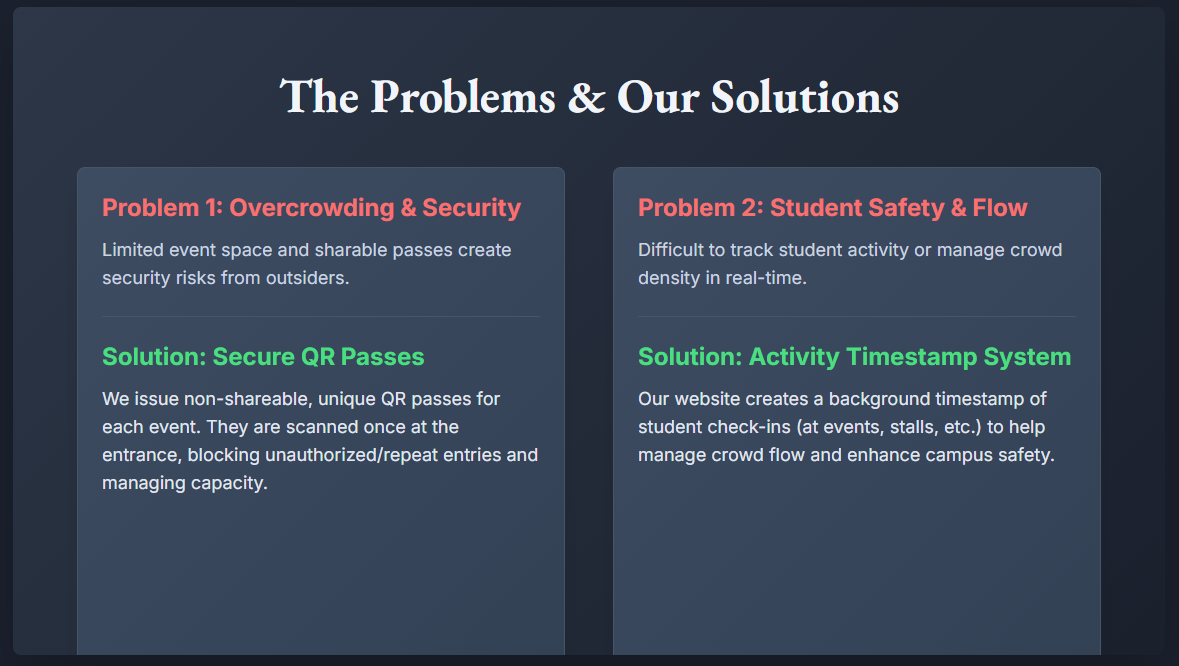 The Problems & Our Solutions
Problem 1: Overcrowding & Security
Limited event space and sharable passes create
security risks from outsiders.
Solution: Secure QR Passes
We issue non-shareable, unique QR passes for
each event. They are scanned once at the
entrance, blocking unauthorized/repeat entries and
managing capacity.
Problem 2: Student Safety & Flow
Difficult to track student activity or manage crowd
density in real-time.
Solution: Activity Timestamp System
Our website creates a background timestamp of
student check-ins (at events, stalls, etc.) to help
manage crowd flow and enhance campus safety.